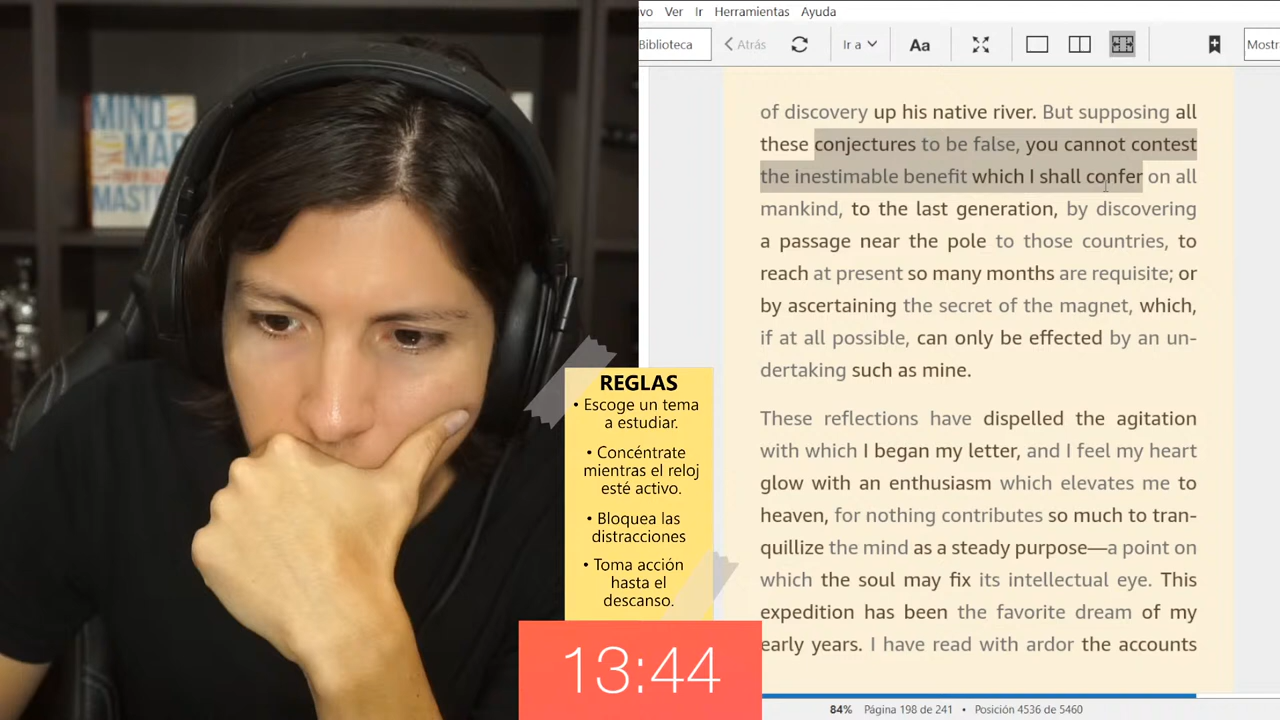 MIND
MAP
MASTE
vo Ver Ir Herramientas Ayuda
Biblioteca Atrás Ir a Aa Mostr
of discovery up his native river. But supposing all
these conjectures to be false, you cannot contest
the inestimable benefit which I shall confer on all
mankind, to the last generation, by discovering
a passage near the pole to those countries, to
reach at present so many months are requisite; or
by ascertaining the secret of the magnet, which,
if at all possible, can only be effected by an un-
dertaking such as mine.
These reflections have dispelled the agitation
with which I began my letter, and I feel my heart
glow with an enthusiasm which elevates me to
heaven, for nothing contributes so much to tran-
quillize the mind as a steady purpose—a point on
which the soul may fix its intellectual eye. This
expedition has been the favorite dream of my
early years. I have read with ardor the accounts
84% Página 198 de 241 • Posición 4536 de 5460
REGLAS
• Escoge un tema
a estudiar.
• Concéntrate
mientras el reloj
esté activo.
• Bloquea las
distracciones
• Toma acción
hasta el
descanso.
13:44